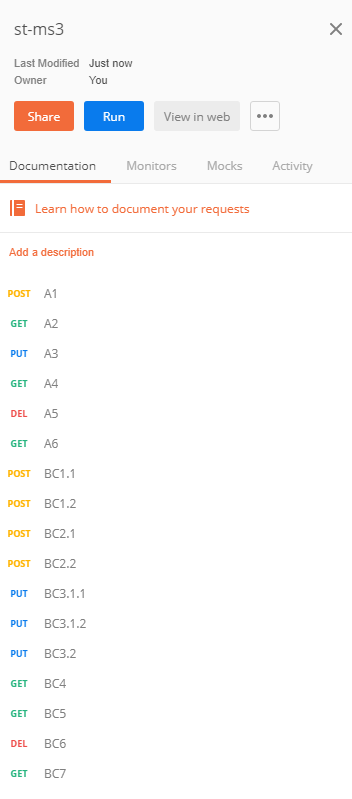 st-ms3
Last Modified Just now
Owner You
Share Run View in web
Documentation Monitors Mocks Activity
Learn how to document your requests
Add a description
POST A1
GET A2
PUT A3
GET A4
DEL A5
GET A6
POST BC1.1
POST BC1.2
POST BC2.1
POST BC2.2
PUT BC3.1.1
PUT BC3.1.2
PUT BC3.2
GET BC4
GET BC5
DEL BC6
GET BC7